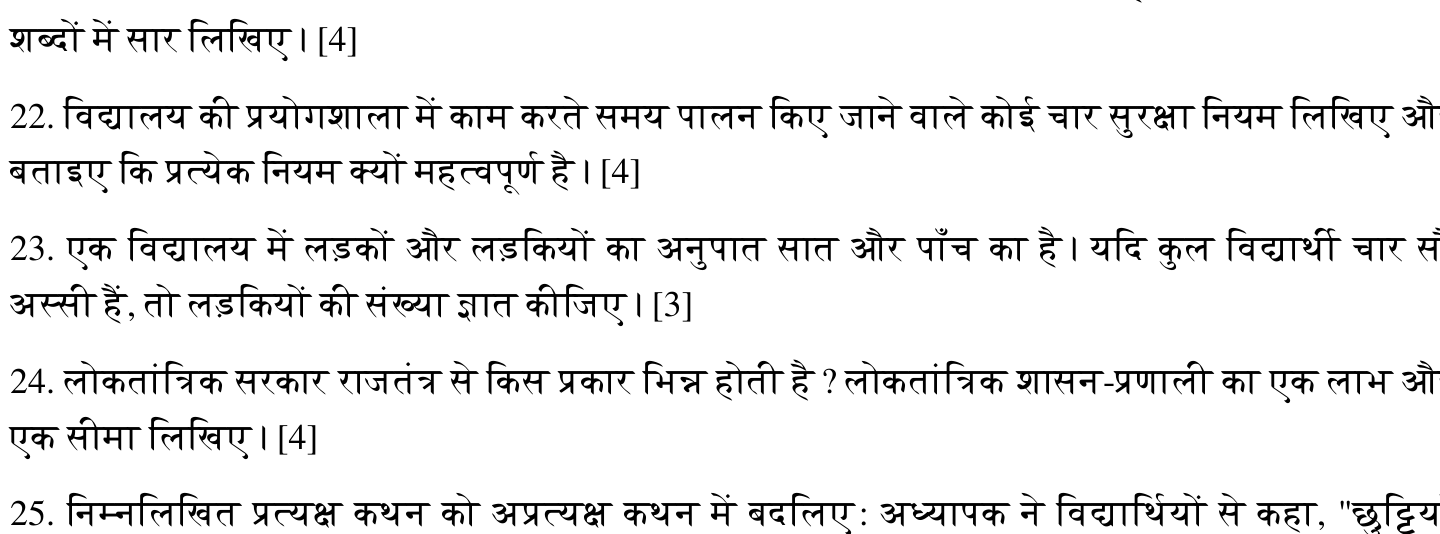 शब्दों में सार लिखिए। [4]
22. विद्यालय की प्रयोगशाला में काम करते समय पालन किए जाने वाले कोई चार सुरक्षा नियम लिखिए
बताइए कि प्रत्येक नियम क्यों महत्वपूर्ण है। [4]
23. एक विद्यालय में लड़कों और लड़कियों का अनुपात सात और पाँच का है। यदि कुल विद्यार्थी चार
अस्सी हैं, तो लड़कियों की संख्या ज्ञात कीजिए। [3]
24. लोकतांत्रिक सरकार राजतंत्र से किस प्रकार भिन्न होती है ? लोकतांत्रिक शासन-प्रणाली का एक लाभ
एक सीमा लिखिए। [4]
25. निम्नलिखित प्रत्यक्ष कथन को अप्रत्यक्ष कथन में बदलिए: अध्यापक ने विद्यार्थियों से कहा,